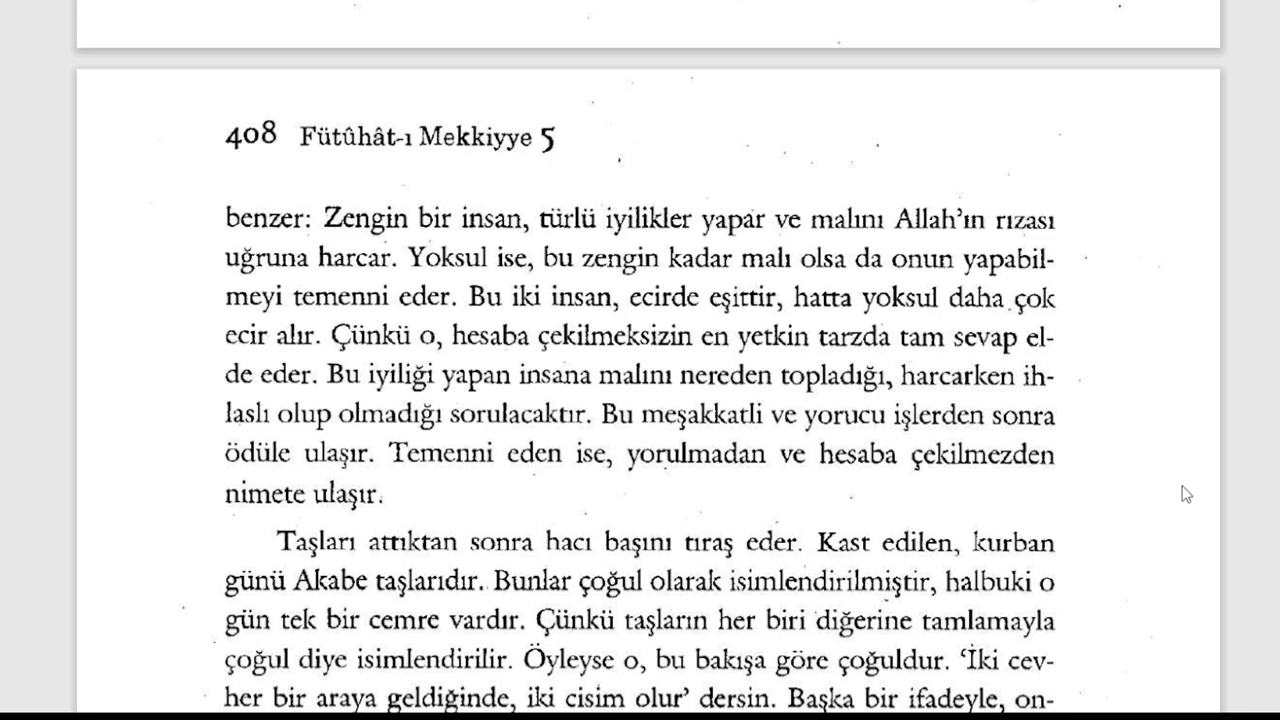 408 Fütûhât-ı Mekkiyye 5
benzer: Zengin bir insan, türlü iyilikler yapar ve malını Allah'ın rızası
uğruna harcar. Yoksul ise, bu zengin kadar malı olsa da onun yapabil-
meyi temenni eder. Bu iki insan, ecirde eşittir, hatta yoksul daha çok
ecir alır. Çünkü o, hesaba çekilmeksizin en yetkin tarzda tam sevap el-
de eder. Bu iyiliği yapan insana malını nereden topladığı, harcarken ih-
laslı olup olmadığı sorulacaktır. Bu meşakkatli ve yorucu işlerden sonra
ödüle ulaşır. Temenni eden ise, yorulmadan ve hesaba çekilmezden
nimete ulaşır.
Taşları attıktan sonra hacı başını tıraş eder. Kast edilen, kurban
günü Akabe taşlarıdır. Bunlar çoğul olarak isimlendirilmiştir, halbuki o
gün tek bir cemre vardır. Çünkü taşların her biri diğerine tamlamayla
çoğul diye isimlendirilir. Öyleyse o, bu bakışa göre çoğuldur. 'İki cev-
her bir araya geldiğinde, iki cisim olur' dersin. Başka bir ifadeyle, on-